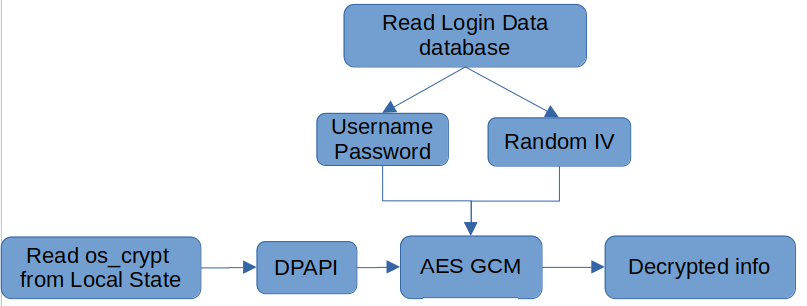 Read Login Data
database
Username
Password
Random IV
Read os_crypt
from Local State
DPAPI
AES GCM
Decrypted info